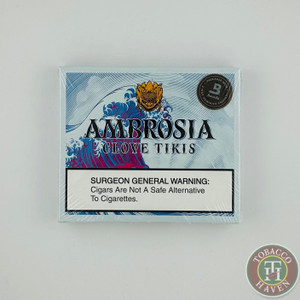 AMBROSIA
CLOVE TIKIS
SURGEON GENERAL WARNING:
Cigars Are Not A Safe Alternative
To Cigarettes.
TOBACCO
HAVEN